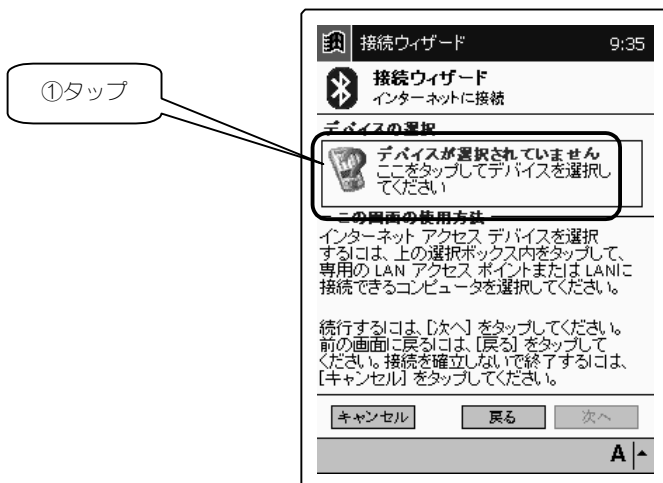 接続ウィザード 9:35
接続ウィザード
インターネットに接続
①タップ
デバイスの選択
デバイスが選択されていません
ここをタップしてデバイスを選択し
てください
この画面の使用方法
インターネット アクセス デバイスを選択
するには、上の選択ボックス内をタップして、
専用の LAN アクセス ポイントまたは LANに
接続できるコンピュータを選択してください。
続行するには、[次へ] をタップしてください。
前の画面に戻るには、[戻る] をタップして
ください。接続を確立しないで終了するには、
[キャンセル] をタップしてください。
キャンセル 戻る 次へ
A